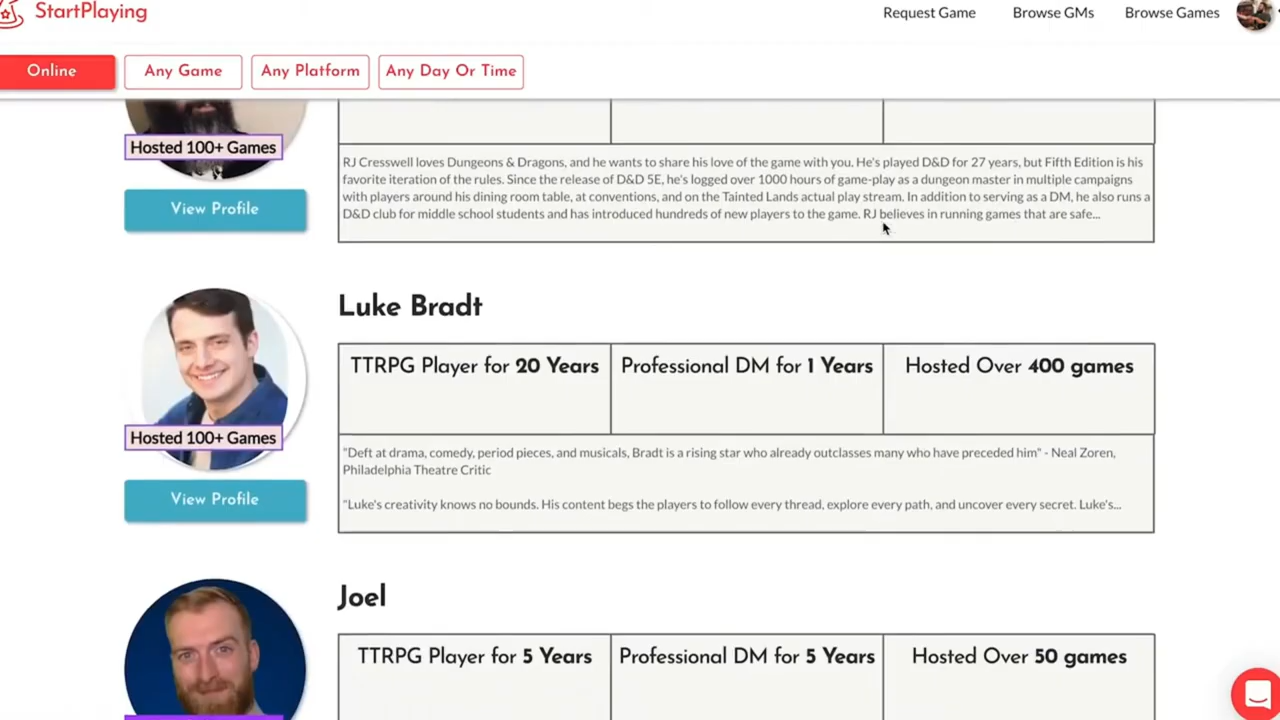 StartPlaying
Request Game
Browse GMs
Browse Games
Online
Any Game
Any Platform
Any Day Or Time
Hosted 100+ Games
View Profile
RJ Cresswell loves Dungeons & Dragons, and he wants to share his love of the game with you. He's played D&D for 27 years, but Fifth Edition is his
favorite iteration of the rules. Since the release of D&D 5E, he's logged over 1000 hours of game-play as a dungeon master in multiple campaigns
with players around his dining room table, at conventions, and on the Tainted Lands actual play stream. In addition to serving as a DM, he also runs a
D&D club for middle school students and has introduced hundreds of new players to the game. RJ believes in running games that are safe...
Luke Bradt
Hosted 100+ Games
View Profile
TTRPG Player for 20 Years
Professional DM for 1 Years
Hosted Over 400 games
"Deft at drama, comedy, period pieces, and musicals, Bradt is a rising star who already outclasses many who have preceded him" - Neal Zoren,
Philadelphia Theatre Critic
"Luke's creativity knows no bounds. His content begs the players to follow every thread, explore every path, and uncover every secret. Luke's...
Joel
TTRPG Player for 5 Years
Professional DM for 5 Years
Hosted Over 50 games